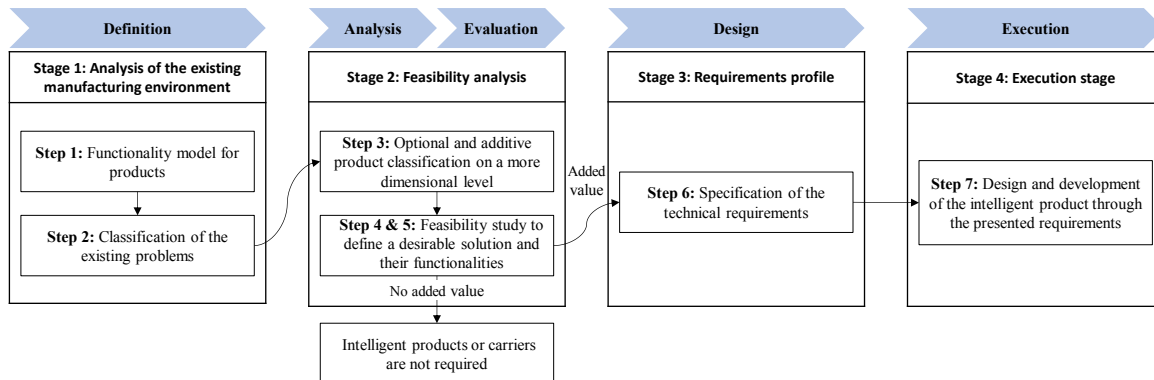 Definition
Analysis
Evaluation
Design
Execution
Stage 1: Analysis of the existing
manufacturing environment
Stage 2: Feasibility analysis
Stage 3: Requirements profile
Stage 4: Execution stage
Step 1: Functionality model for
products
Step 2: Classification of the
existing problems
Step 3: Optional and additive
product classification on a more
dimensional level
Step 4 & 5: Feasibility study to
define a desirable solution and
their functionalities
No added value
Intelligent products or carriers
are not required
Added
value
Step 6: Specification of the
technical requirements
Step 7: Design and development
of the intelligent product through
the presented requirements